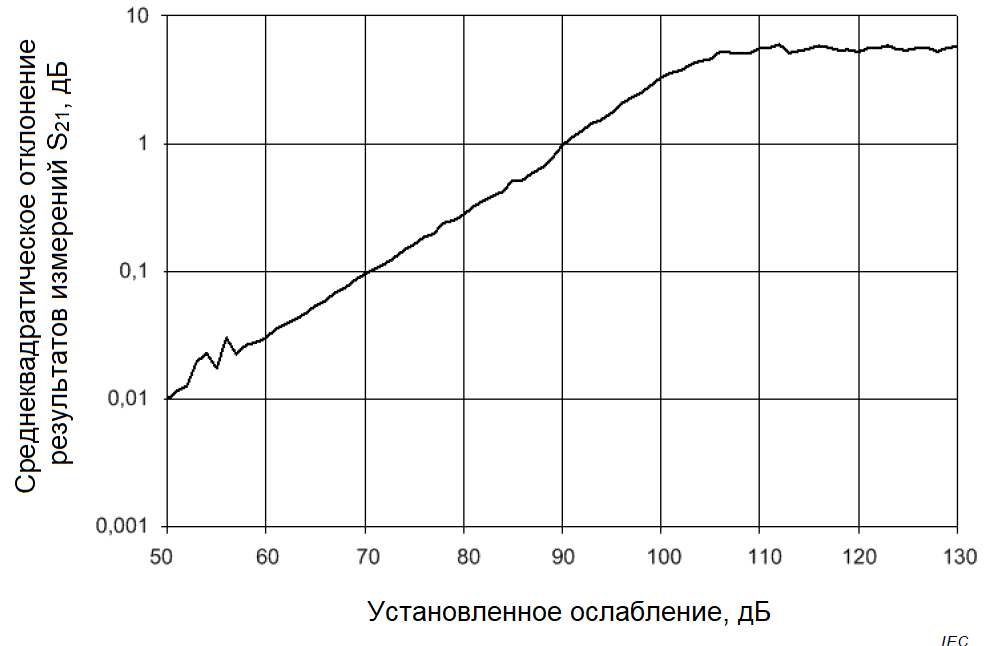 Среднеквадратическое отклонение
результатов измерений S21, дБ
10
1
0,1
0,01
0,001
50 60 70 80 90 100 110 120 130
Установленное ослабление, дБ
IEC